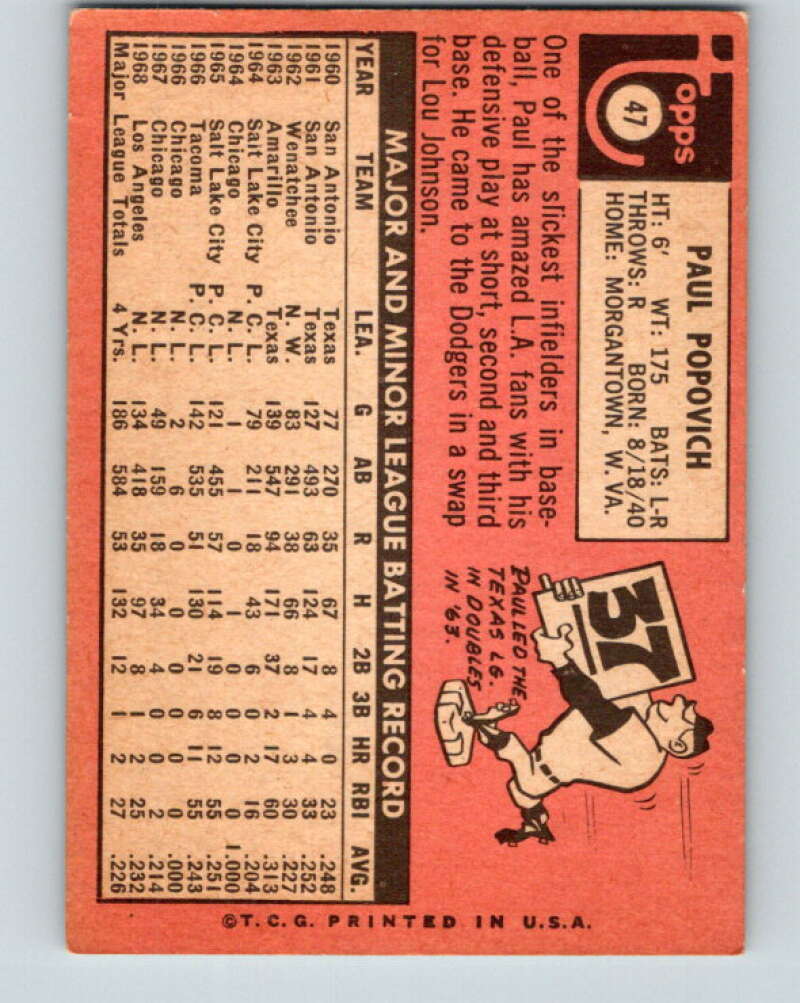 Topps
47
PAUL POPOVICH
HT: 6' WT: 175 BATS: L-R
THROWS: R BORN: 8/18/40
HOME: MORGANTOWN, W. VA.
One of the slickest infielders in base-
ball, Paul has amazed L.A. fans with his
defensive play at short, second and third
base. He came to the Dodgers in a swap
for Lou Johnson.
37
PAUL LED THE
TEXAS LG.
IN DOUBLES
IN '63.
MAJOR AND MINOR LEAGUE BATTING RECORD
YEAR TEAM LEA. G AB R H 2B 3B HR RBI AVG.
1960 San Antonio Texas 77 270 35 67 8 4 0 23 .248
1961 San Antonio Texas 127 493 63 124 17 4 4 33 .252
1962 Wenatchee N. W. 83 291 38 66 8 1 3 30 .227
1963 Amarillo Texas 139 547 94 171 37 2 17 60 .313
1964 Salt Lake City P. C. L. 79 211 18 43 6 0 2 16 .204
1964 Chicago N. L. 1 1 0 1 0 0 0 0 1.000
1965 Salt Lake City P. C. L. 121 455 57 114 19 8 12 55 .251
1966 Tacoma P. C. L. 142 535 51 130 21 6 11 55 .243
1966 Chicago N. L. 2 6 0 0 0 0 0 0 .000
1967 Chicago N. L. 49 159 18 34 4 0 0 2 .214
1968 Los Angeles N. L. 134 418 35 97 8 1 2 25 .232
Major League Totals 4 Yrs. 186 584 53 132 12 1 2 27 .226
©T. C. G. PRINTED IN U.S.A.